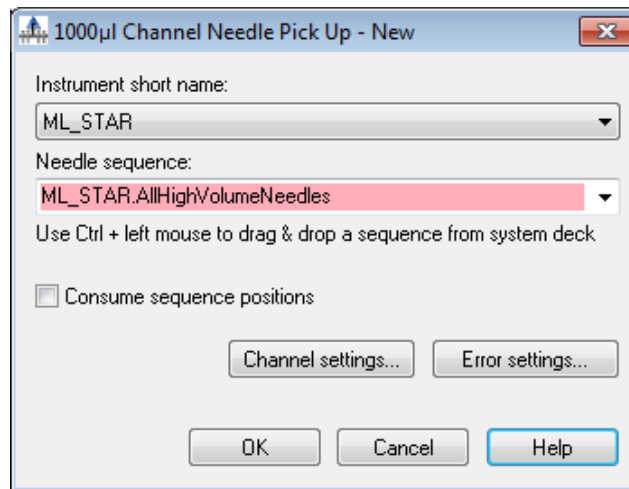 1000µl Channel Needle Pick Up - New
Instrument short name:
ML_STAR
Needle sequence:
ML_STAR.AllHighVolumeNeedles
Use Ctrl + left mouse to drag & drop a sequence from system deck
Consume sequence positions
Channel settings... Error settings...
OK Cancel Help